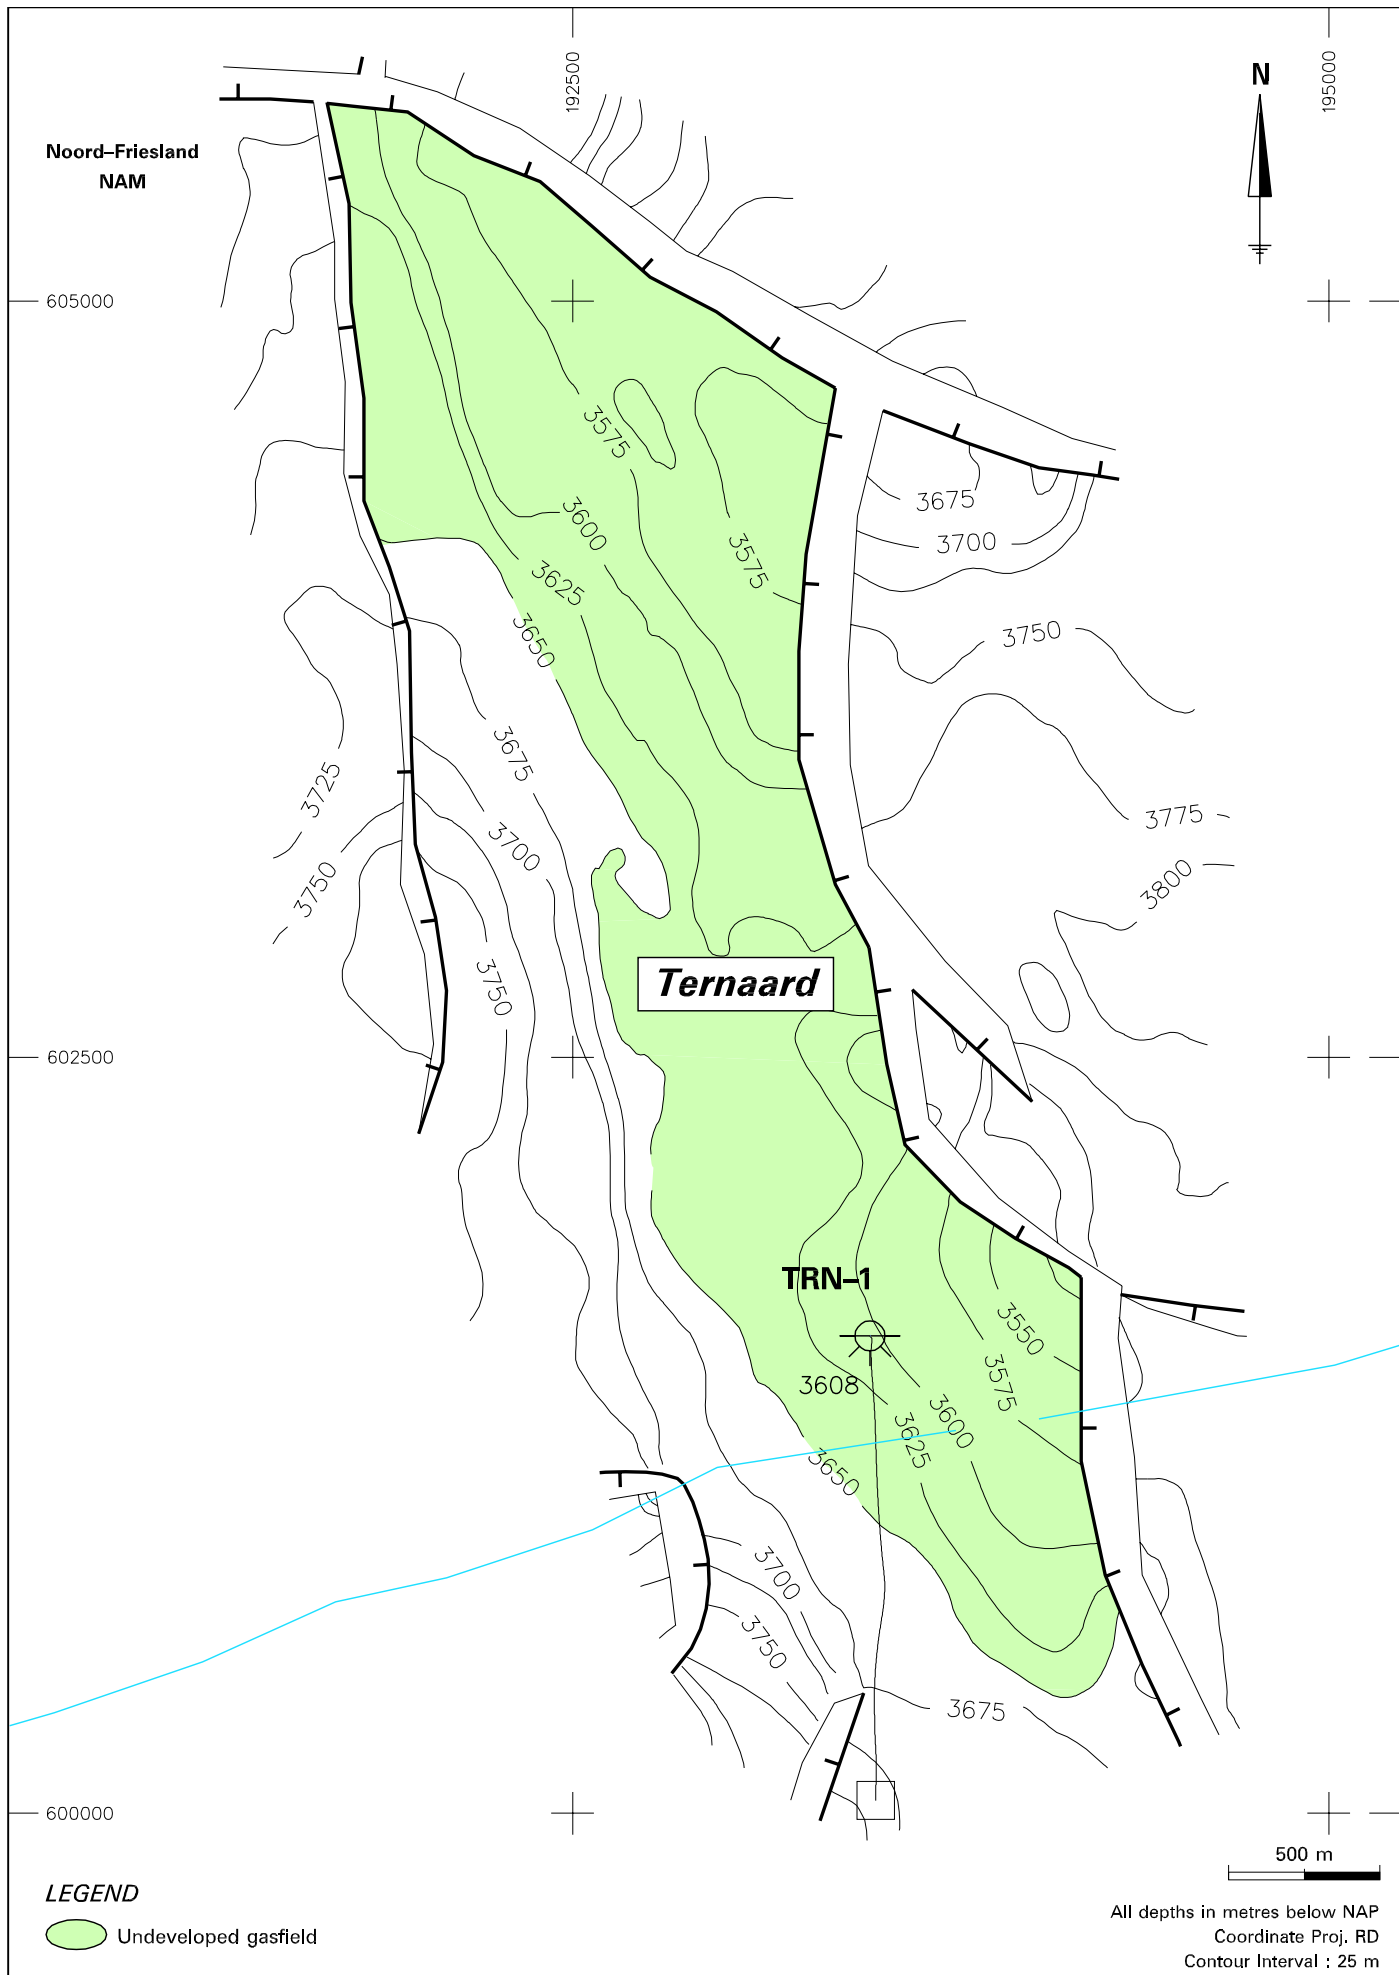 192500
195000
N
Noord–Friesland
NAM
605000
3575
3675
3600
3700
3575
3625
3650
3750
3675
3725
3775
3700
3800
3750
Ternaard
3750
602500
TRN–1
3550
3575
3608
3600
3625
3650
3700
3750
3675
600000
500 m
LEGEND
Undeveloped gasfield
All depths in metres below NAP
Coordinate Proj. RD
Contour Interval : 25 m